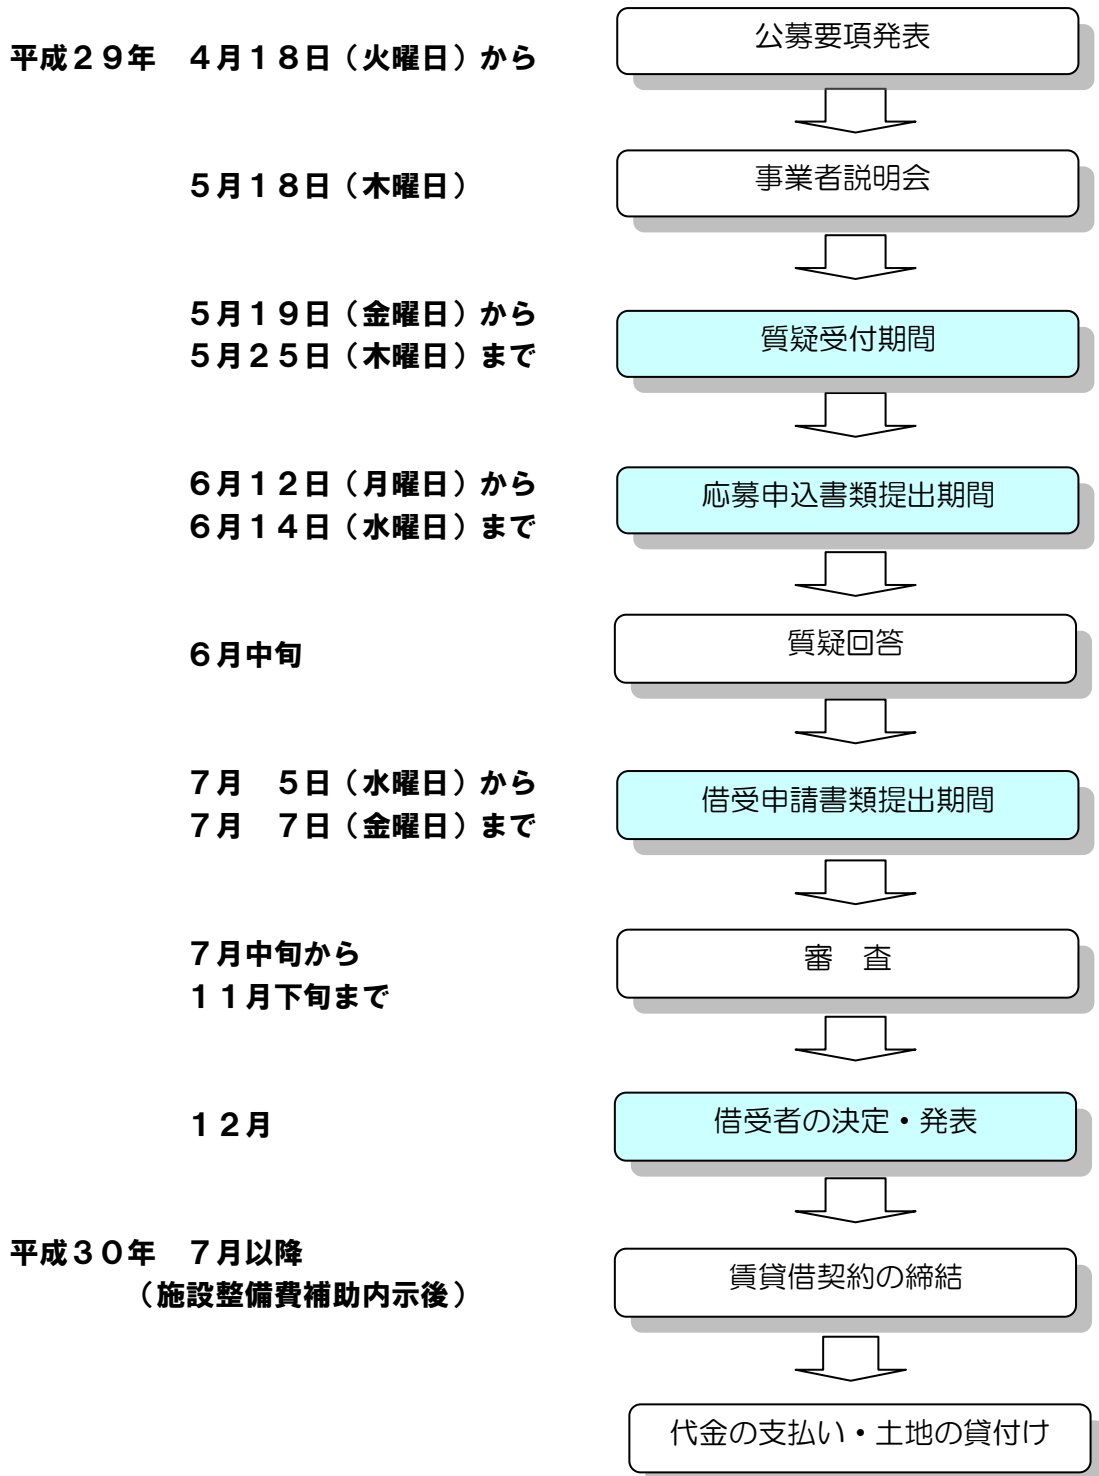 公募要項発表
平成２９年　４月１８日（火曜日）から
事業者説明会
５月１８日（木曜日）
５月１９日（金曜日）から
質疑受付期間
５月２５日（木曜日）まで
６月１２日（月曜日）から
応募申込書類提出期間
６月１４日（水曜日）まで
質疑回答
６月中旬
７月　５日（水曜日）から
借受申請書類提出期間
７月　７日（金曜日）まで
７月中旬から
審　査
１１月下旬まで
借受者の決定・発表
１２月
平成３０年　７月以降
賃貸借契約の締結
（施設整備費補助内示後）
代金の支払い・土地の貸付け